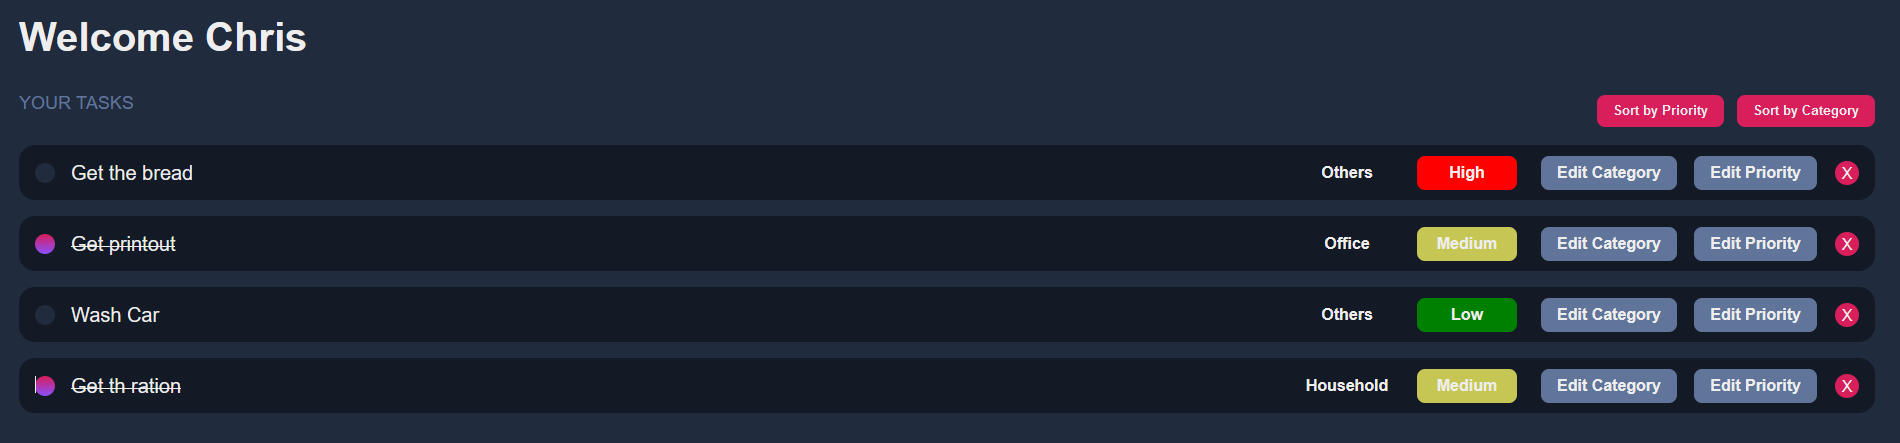 Welcome Chris
YOUR TASKS
Sort by Priority Sort by Category
Get the bread Others High Edit Category Edit Priority X
Get printout Office Medium Edit Category Edit Priority X
Wash Car Others Low Edit Category Edit Priority X
Get th ration Household Medium Edit Category Edit Priority X